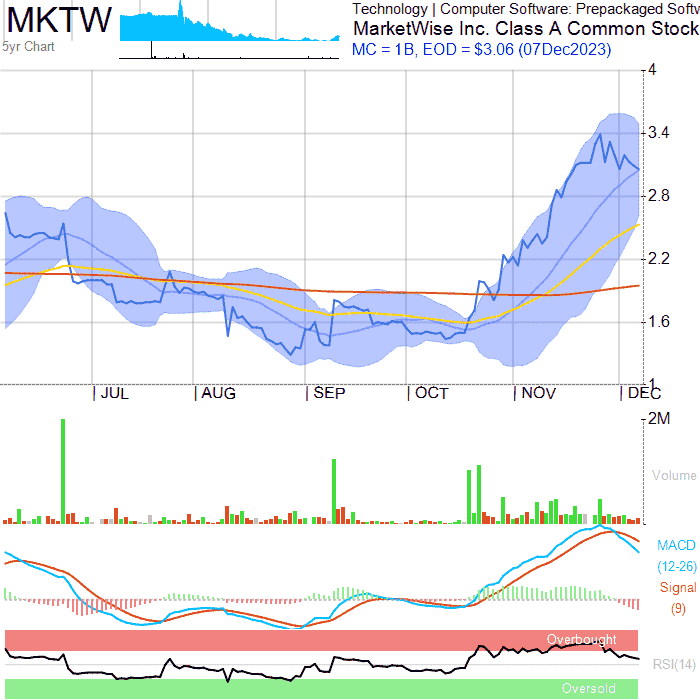 MKTW
5yr Chart
Technology | Computer Software: Prepackaged Softw
MarketWise Inc. Class A Common Stock
MC = 1B, EOD = $3.06 (07Dec2023)
4
3.4
2.8
2.2
1.6
1
JUL AUG SEP OCT NOV DEC
2M
Volume
MACD
(12-26)
Signal
(9)
Overbought
RSI(14)
Oversold